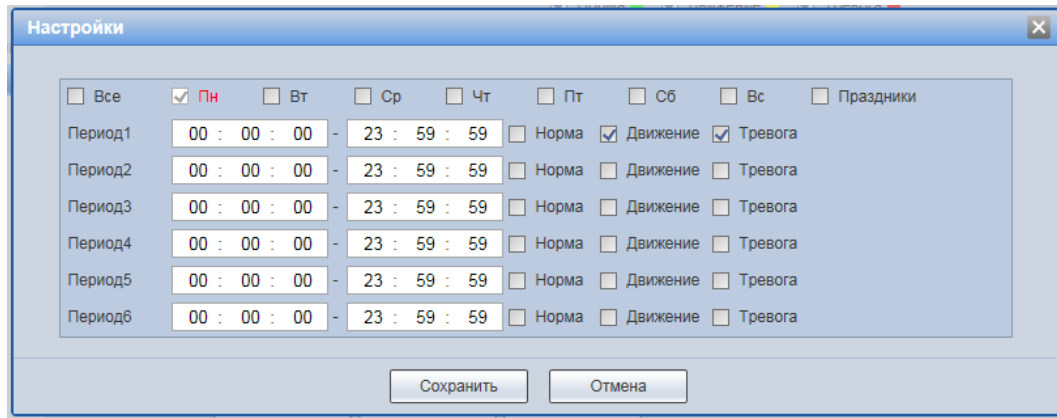 Настройки
Все Пн Вт Ср Чт Пт Сб Вс Праздники
Период1 00 : 00 : 00 - 23 : 59 : 59 Норма Движение Тревога
Период2 00 : 00 : 00 - 23 : 59 : 59 Норма Движение Тревога
Период3 00 : 00 : 00 - 23 : 59 : 59 Норма Движение Тревога
Период4 00 : 00 : 00 - 23 : 59 : 59 Норма Движение Тревога
Период5 00 : 00 : 00 - 23 : 59 : 59 Норма Движение Тревога
Период6 00 : 00 : 00 - 23 : 59 : 59 Норма Движение Тревога
Сохранить Отмена